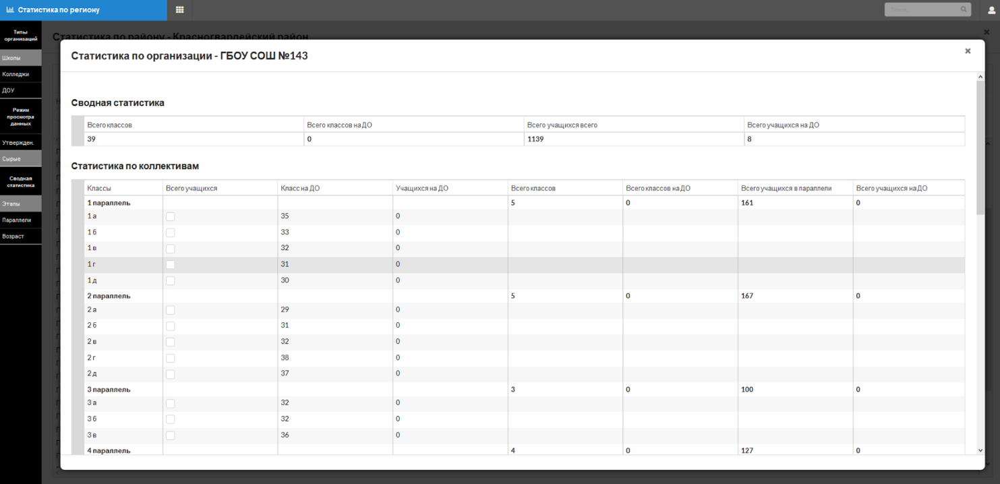 Статистика по региону
Поиск...
Типы
организаций
Школы
Колледжи
ДОУ
Режим
просмотра
данных
Утвержден.
Сырые
Сводная
статистика
Этапы
Параллели
Возраст
Статистика по району - Красногвардейский район
Статистика по организации - ГБОУ СОШ №143
Сводная статистика
Всего классов Всего классов на ДО Всего учащихся всего Всего учащихся на ДО
39 0 1139 8
Статистика по коллективам
Классы Всего учащихся Класс на ДО Учащихся на ДО Всего классов Всего классов на ДО Всего учащихся в параллели Всего учащихся на ДО
1 параллель 5 0 161 0
1 а 35 0
1 б 33 0
1 в 32 0
1 г 31 0
1 д 30 0
2 параллель 5 0 167 0
2 а 29 0
2 б 31 0
2 в 32 0
2 г 38 0
2 д 37 0
3 параллель 3 0 100 0
3 а 32 0
3 б 32 0
3 в 36 0
4 параллель 4 0 127 0